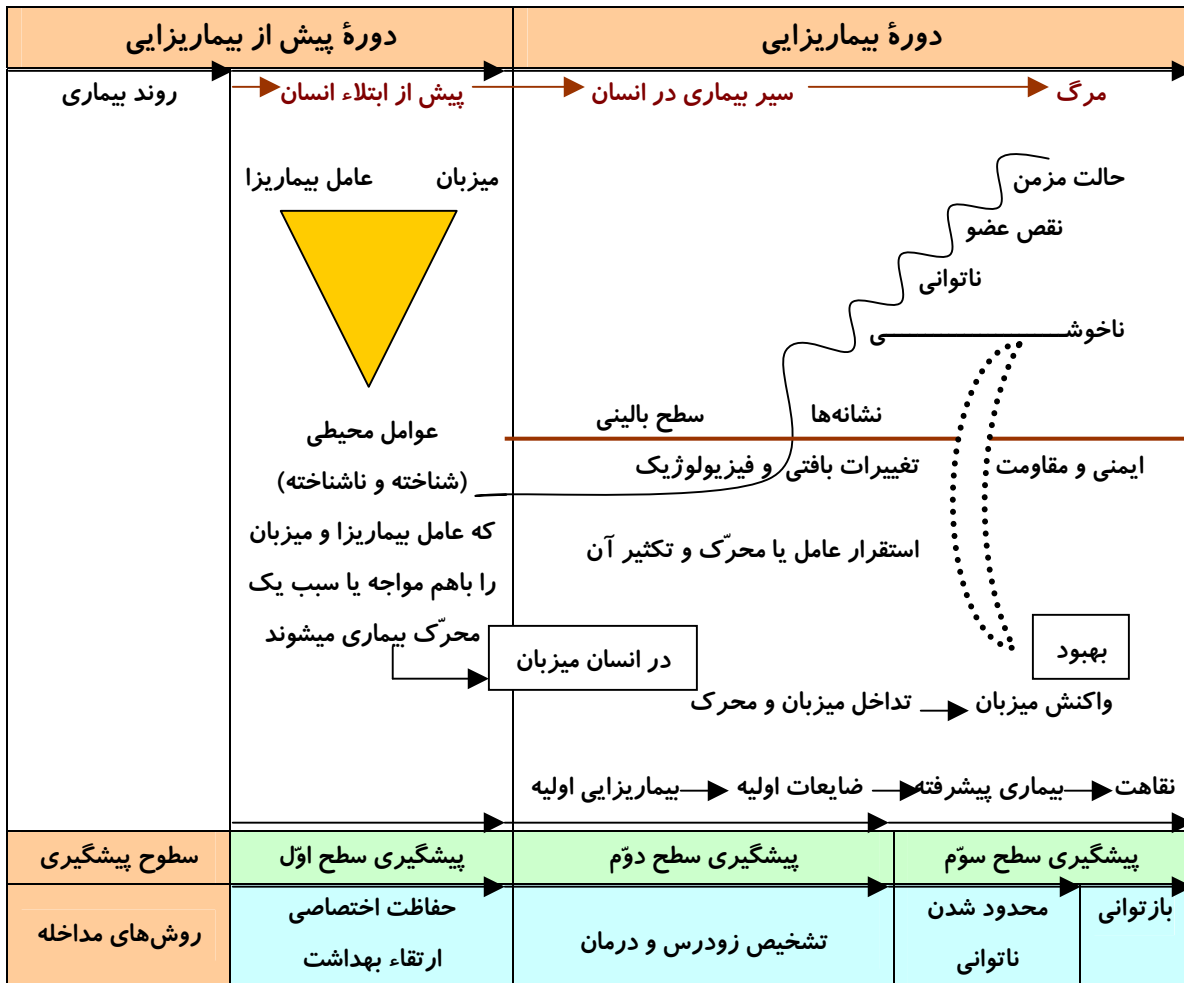 دورهٔ پیش از بیماریزایی
دورهٔ بیماریزایی
روند بیماری
پیش از ابتلاء انسان
سیر بیماری در انسان
مرگ
عامل بیماریزا
میزبان
عوامل محیطی
(شناخته و ناشناخته)
که عامل بیماریزا و میزبان
را باهم مواجه یا سبب یک
محرّک بیماری میشوند
در انسان میزبان
حالت مزمن
نقص عضو
ناتوانی
ناخوشی
سطح بالینی
نشانه‌ها
تغییرات بافتی و فیزیولوژیک
ایمنی و مقاومت
استقرار عامل یا محرّک و تکثیر آن
بهبود
تداخل میزبان و محرک
واکنش میزبان
بیماریزایی اولیه
ضایعات اولیه
بیماری پیشرفته
نقاهت
سطوح پیشگیری
پیشگیری سطح اوّل
پیشگیری سطح دوّم
پیشگیری سطح سوّم
روش‌های مداخله
حفاظت اختصاصی
ارتقاء بهداشت
تشخیص زودرس و درمان
محدود شدن
ناتوانی
بازتوانی